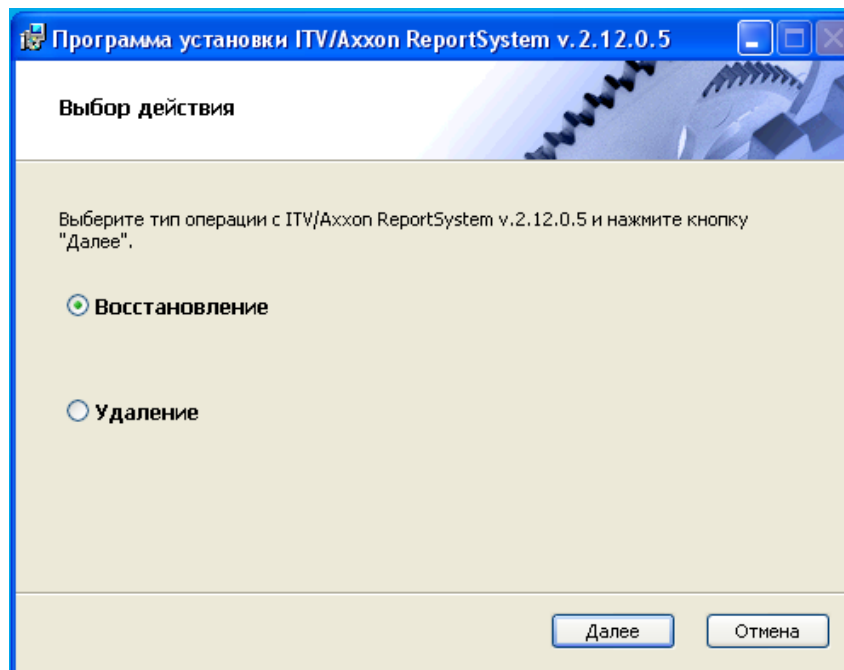 Программа установки ITV/Axxon ReportSystem v.2.12.0.5
Выбор действия
Выберите тип операции с ITV/Axxon ReportSystem v.2.12.0.5 и нажмите кнопку
"Далее".
Восстановление
Удаление
Далее
Отмена